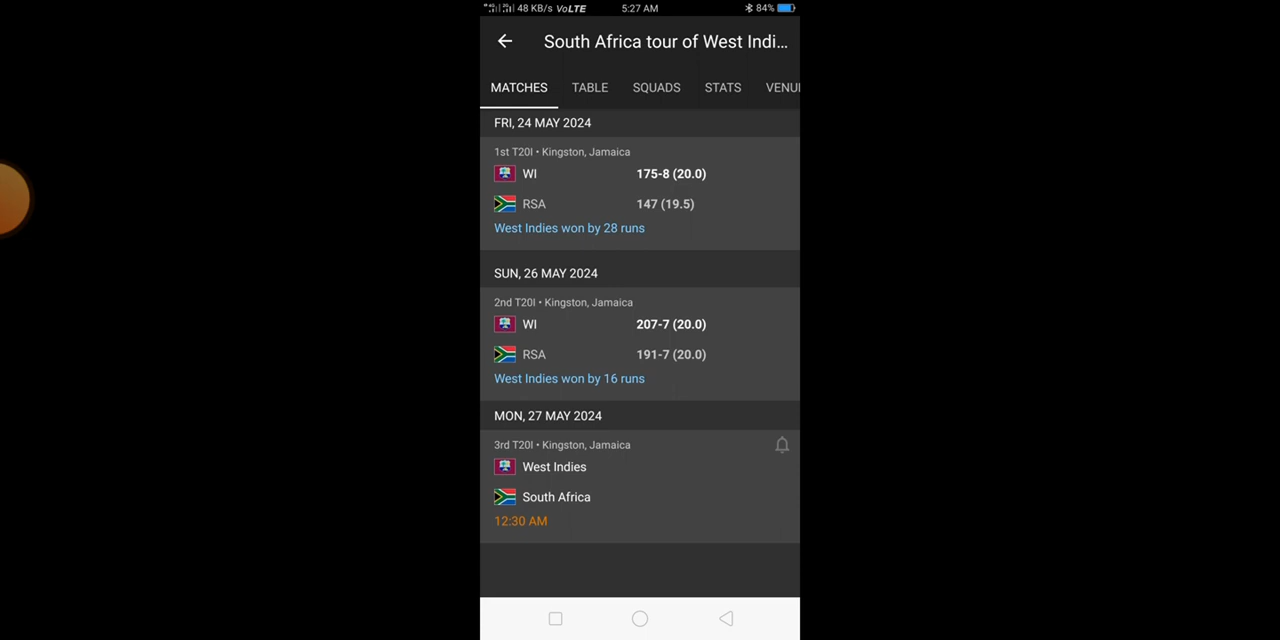 48 KB/s VoLTE 5:27 AM 84%
South Africa tour of West Indi...
MATCHES TABLE SQUADS STATS VENU
FRI, 24 MAY 2024
1st T20I • Kingston, Jamaica
WI 175-8 (20.0)
RSA 147 (19.5)
West Indies won by 28 runs
SUN, 26 MAY 2024
2nd T20I • Kingston, Jamaica
WI 207-7 (20.0)
RSA 191-7 (20.0)
West Indies won by 16 runs
MON, 27 MAY 2024
3rd T20I • Kingston, Jamaica
West Indies
South Africa
12:30 AM